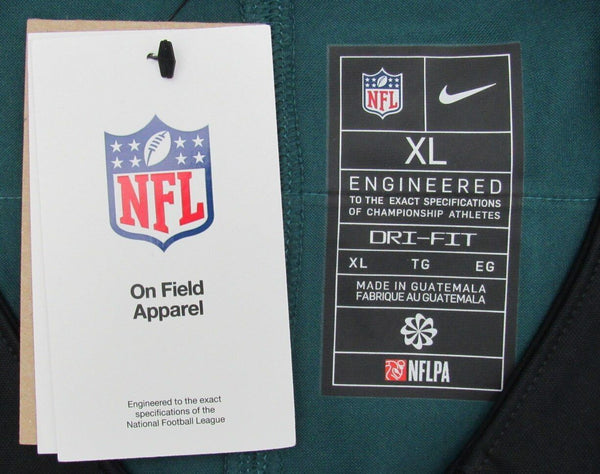 NFL
On Field
Apparel
Engineered to the exact
specifications of the
National Football League
NFL
XL
ENGINEERED
TO THE EXACT SPECIFICATIONS
OF CHAMPIONSHIP ATHLETES
DRI-FIT
XL TG EG
MADE IN GUATEMALA
FABRIQUE AU GUATEMALA
NFLPA